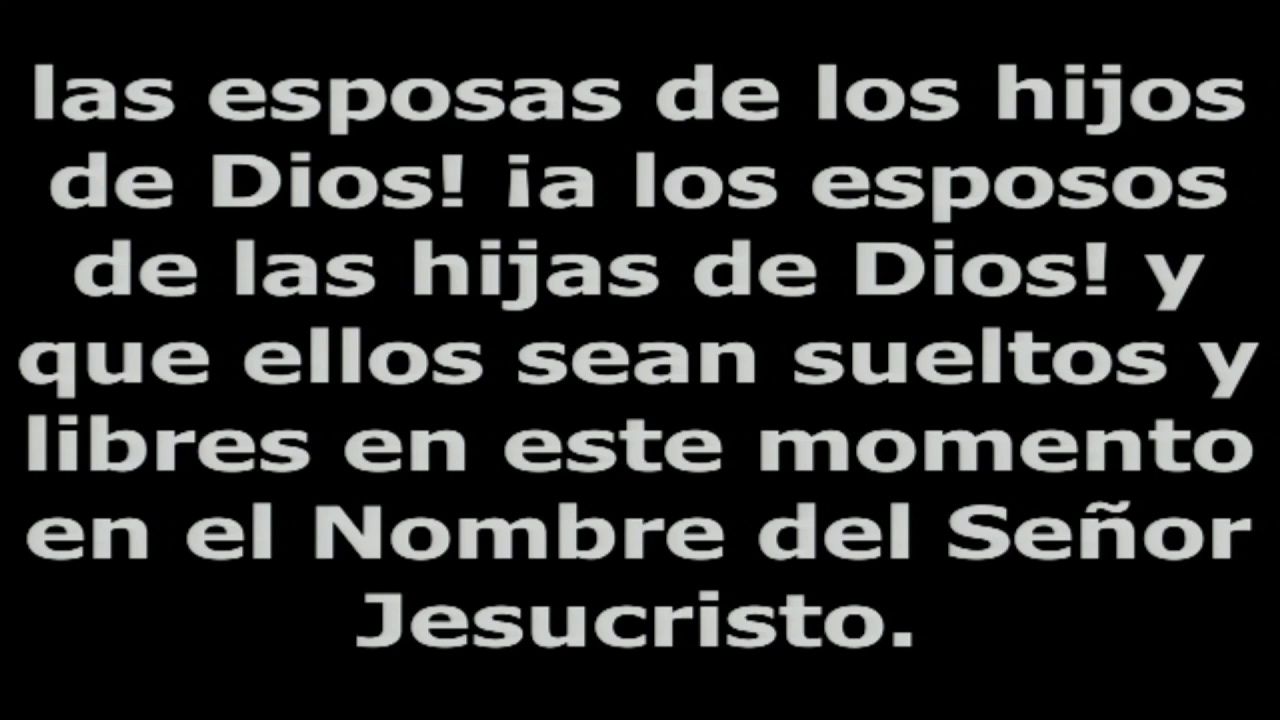 las esposas de los hijos
de Dios! ¡a los esposos
de las hijas de Dios! y
que ellos sean sueltos y
libres en este momento
en el Nombre del Señor
Jesucristo.